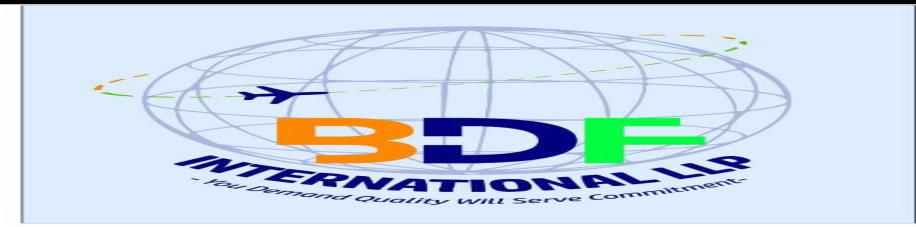 BDF
INTERNATIONAL LLP
- You Demand Quality Will Serve Commitment-